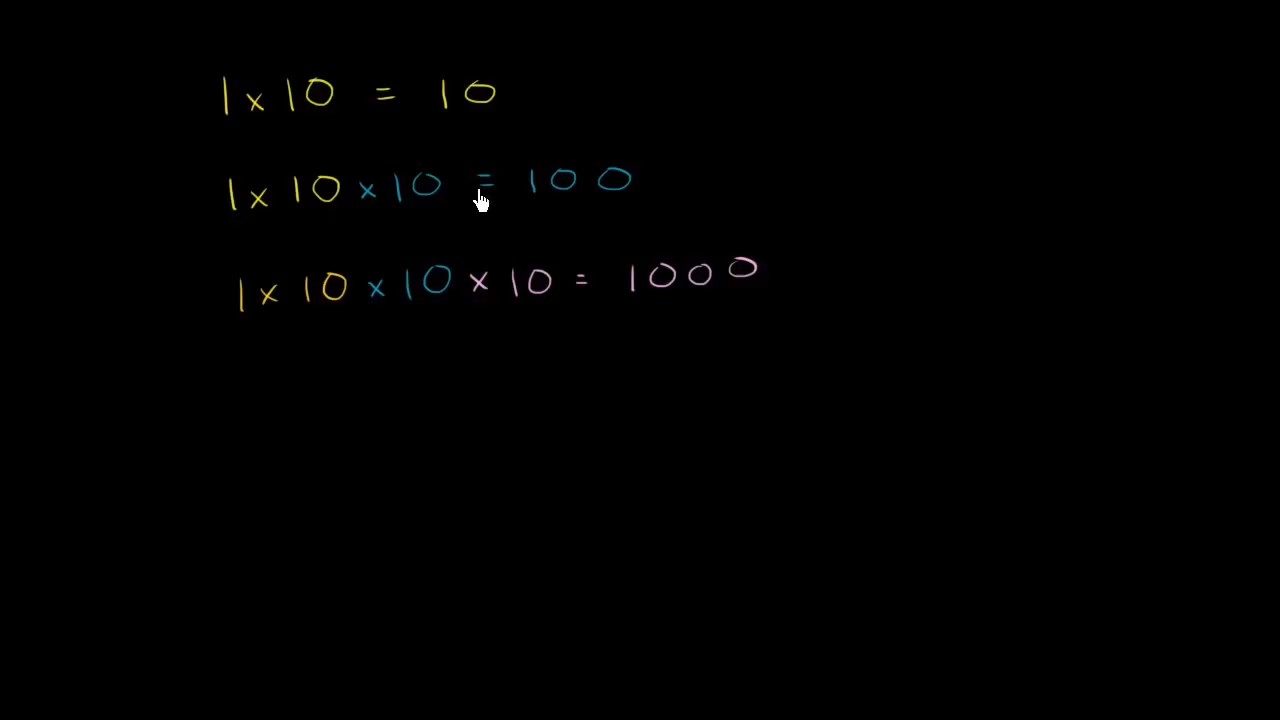 1 x 10 = 10
1 x 10 x 10 = 100
1 x 10 x 10 x 10 = 1000